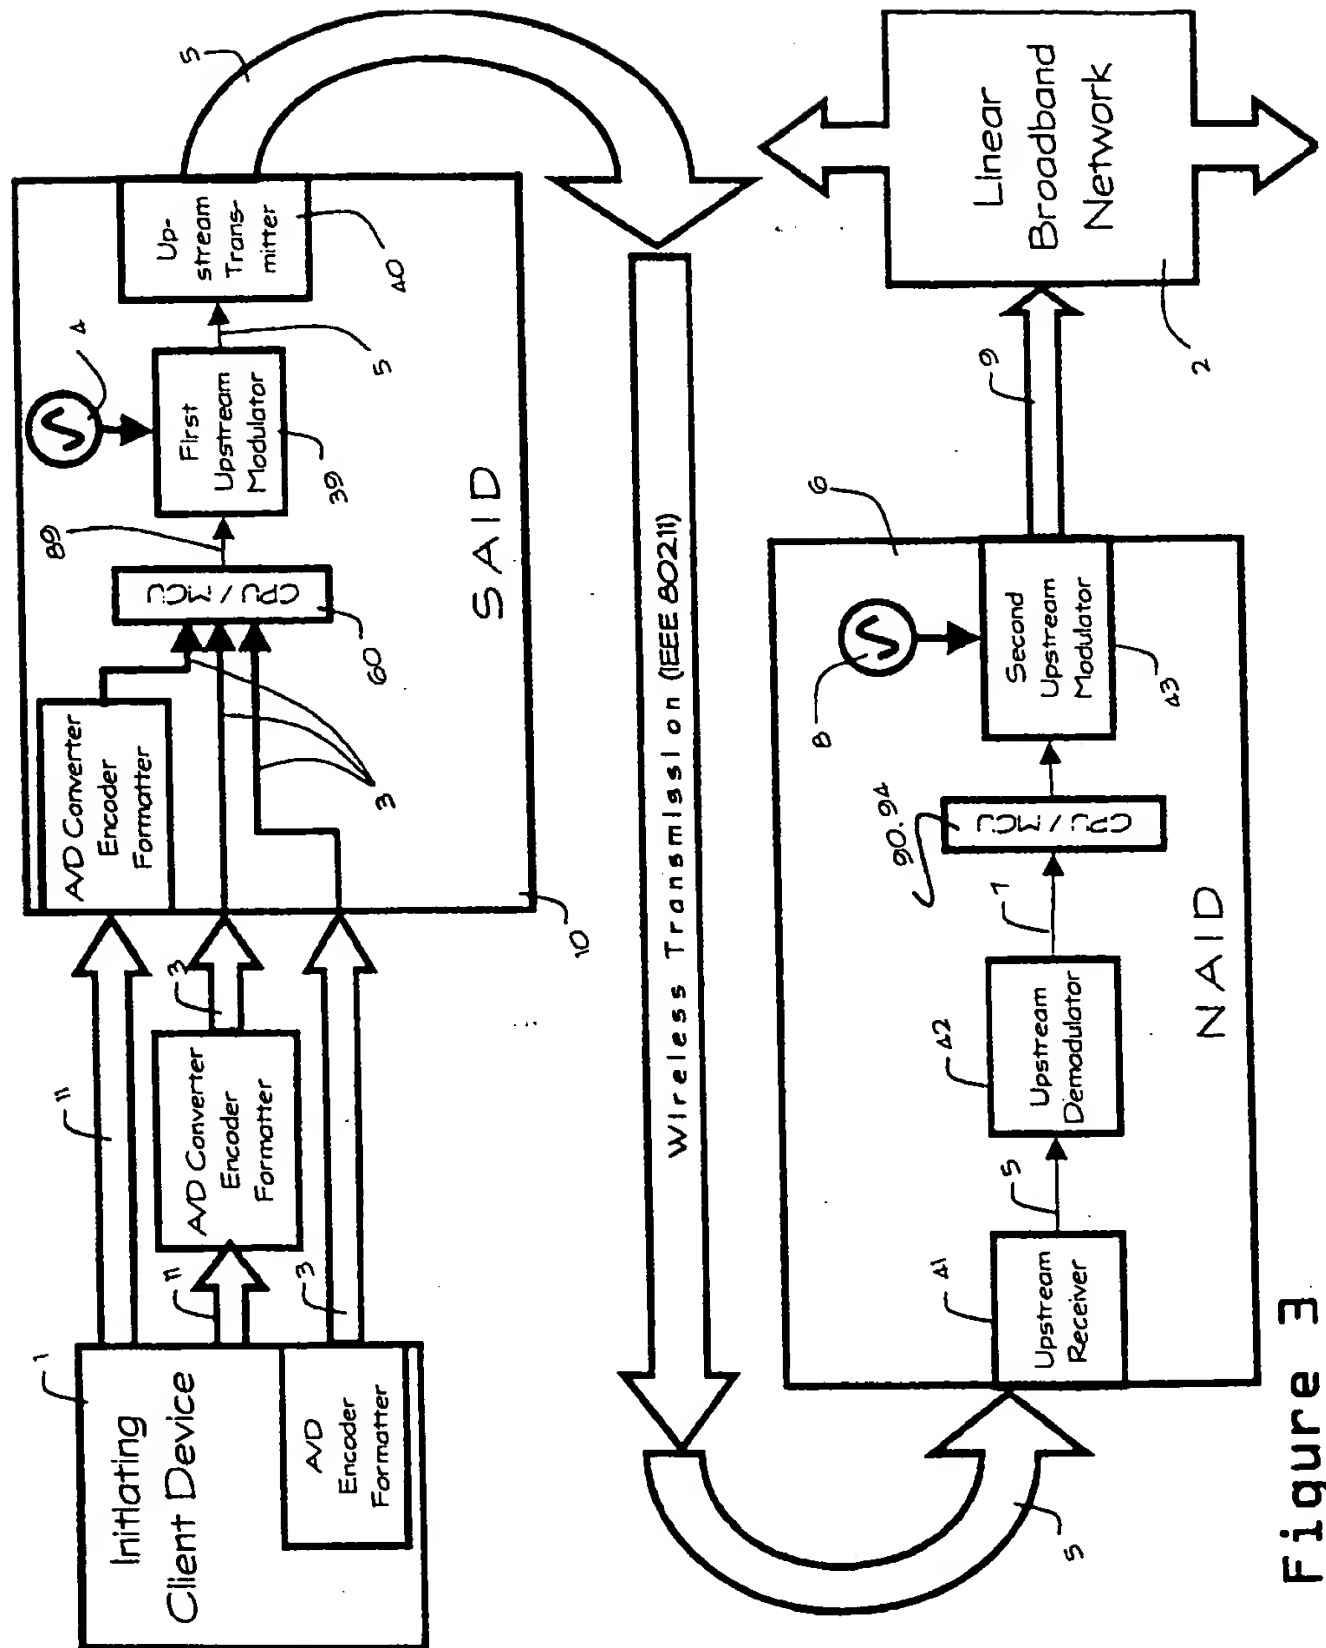 1
Initiating
Client Device
A/D
Encoder
Formatter
11
11
3
A/D Converter
Encoder
Formatter
3
A/D Converter
Encoder
Formatter
3
10
CPU/MCU
60
89
4
First
Upstream
Modulator
39
5
Up-
stream
Trans-
mitter
40
SAID
5
Wireless Transmission (IEEE 802.11)
5
Upstream
Receiver
41
5
Upstream
Demodulator
42
7
CPU/MCU
90.94
8
Second
Upstream
Modulator
43
6
NAID
9
Linear
Broadband
Network
2
Figure 3